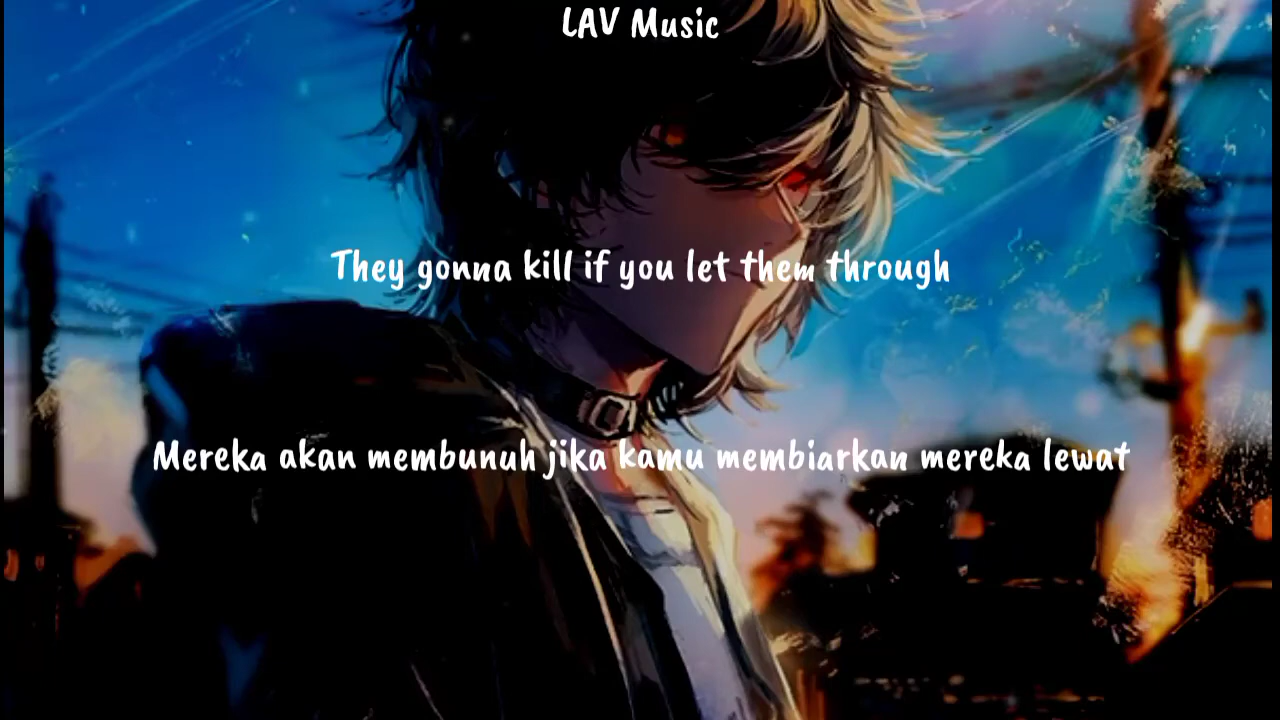 LAV Music
They gonna kill if you let them through
Mereka akan membunuh jika kamu membiarkan mereka lewat